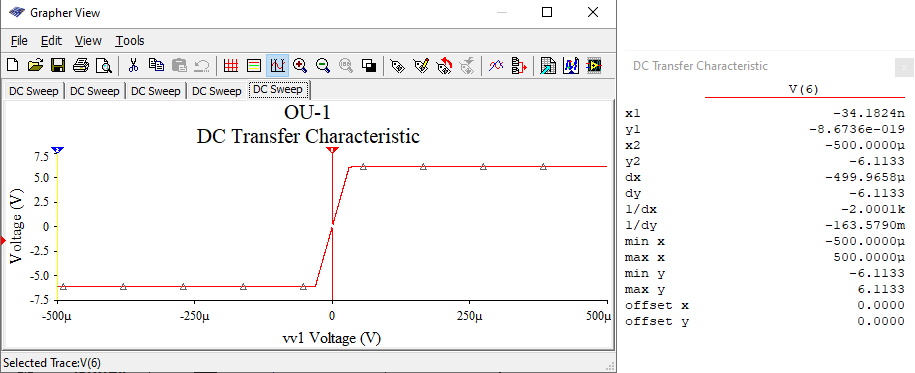 Grapher View
File Edit View Tools
DC Sweep DC Sweep DC Sweep DC Sweep DC Sweep
OU-1
DC Transfer Characteristic
Voltage (V)
7.5
5.0
2.5
0
-2.5
-5.0
-7.5
-500µ -250µ 0 250µ 500µ
vv1 Voltage (V)
Selected Trace:V(6)
DC Transfer Characteristic
V(6)
x1 -34.1824n
y1 -8.6736e-019
x2 -500.0000µ
y2 -6.1133
dx -499.9658µ
dy -6.1133
1/dx -2.0001k
1/dy -163.5790m
min x -500.0000µ
max x 500.0000µ
min y -6.1133
max y 6.1133
offset x 0.0000
offset y 0.0000